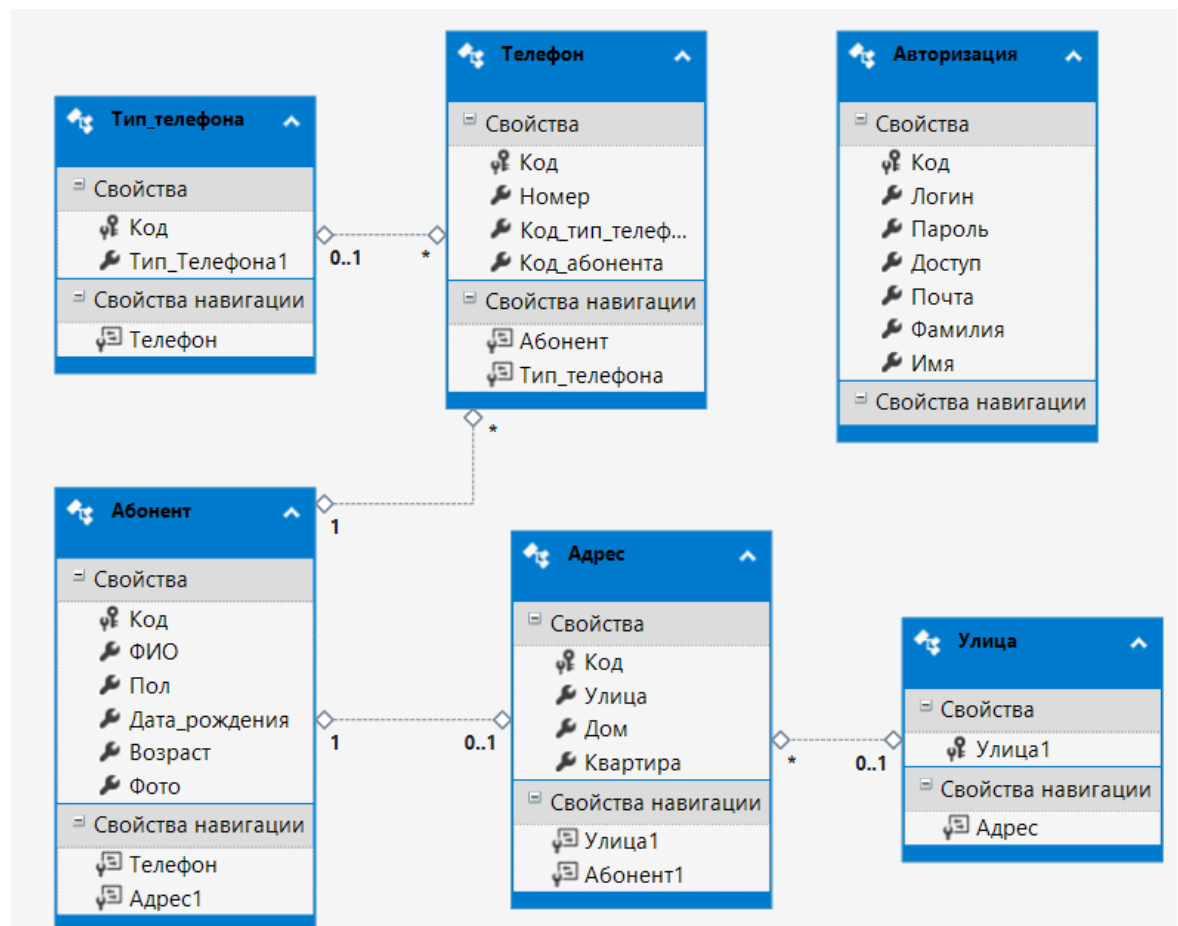 Тип_телефона
Свойства
Код
Тип_Телефона1
Свойства навигации
Телефон
0..1
*
Телефон
Свойства
Код
Номер
Код_тип_телеф...
Код_абонента
Свойства навигации
Абонент
Тип_телефона
*
1
Авторизация
Свойства
Код
Логин
Пароль
Доступ
Почта
Фамилия
Имя
Свойства навигации
Абонент
Свойства
Код
ФИО
Пол
Дата_рождения
Возраст
Фото
Свойства навигации
Телефон
Адрес1
1
0..1
Адрес
Свойства
Код
Улица
Дом
Квартира
Свойства навигации
Улица1
Абонент1
*
0..1
Улица
Свойства
Улица1
Свойства навигации
Адрес